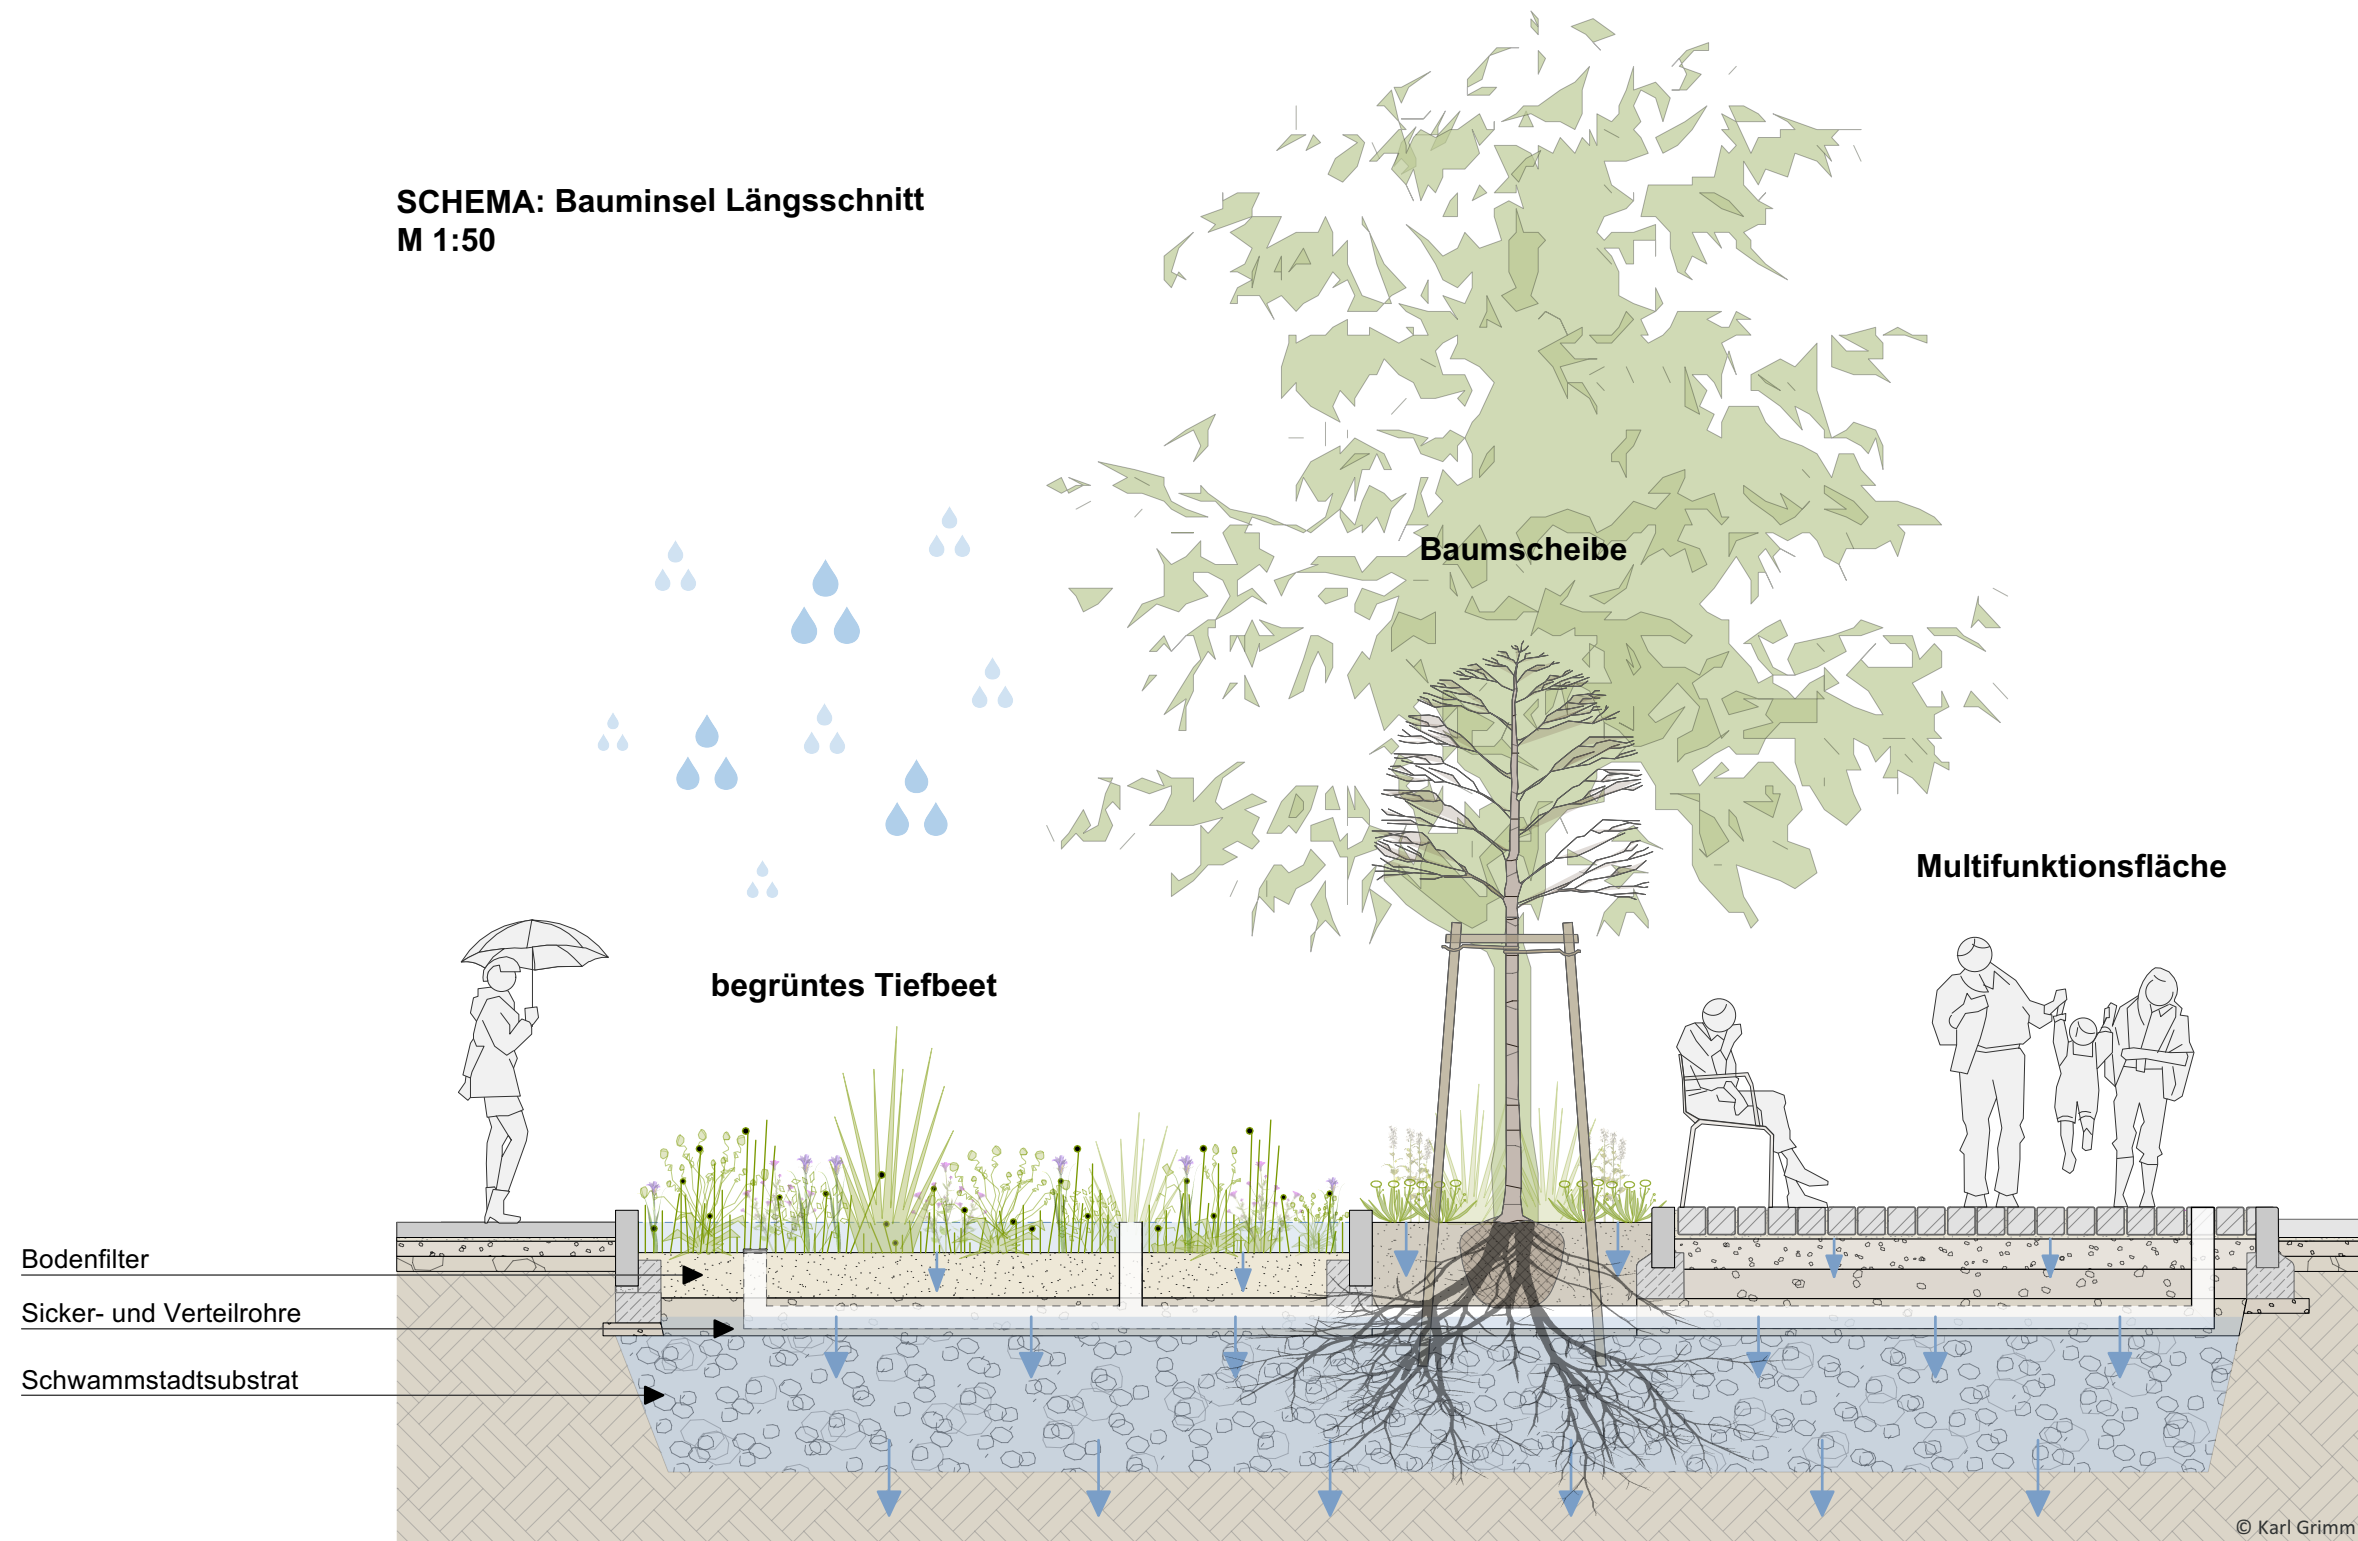 SCHEMA: Bauminsel Längsschnitt
M 1:50
Baumscheibe
Multifunktionsfläche
begrüntes Tiefbeet
Bodenfilter
Sicker- und Verteilrohre
Schwammstadtsubstrat
© Karl Grimm